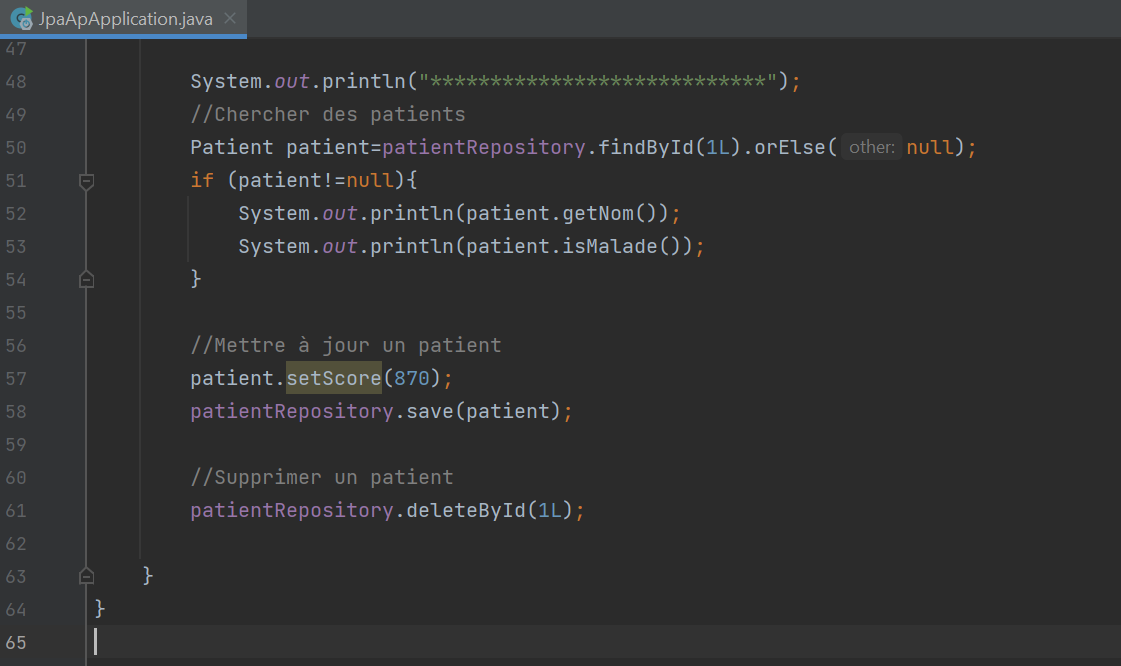 JpaApApplication.java
47
48 System.out.println("****************************");
49 //Chercher des patients
50 Patient patient=patientRepository.findById(1L).orElse( other: null);
51 if (patient!=null){
52 System.out.println(patient.getNom());
53 System.out.println(patient.isMalade());
54 }
55
56 //Mettre à jour un patient
57 patient.setScore(870);
58 patientRepository.save(patient);
59
60 //Supprimer un patient
61 patientRepository.deleteById(1L);
62
63 }
64 }
65